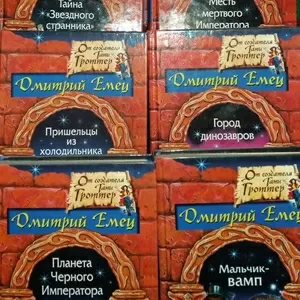 Тайна
"Звездного
странника"
Месть
мертвого
Императора
От создателя
Тани
Гроттер
Дмитрий Емец
Пришельцы
из
холодильника
От создателя
Тани
Гроттер
Дмитрий Емец
Город
динозавров
От создателя
Тани
Гроттер
Дмитрий Емец
Планета
Черного
Императора
От создателя
Тани
Гроттер
Дмитрий Емец
Мальчик-
ВАМП